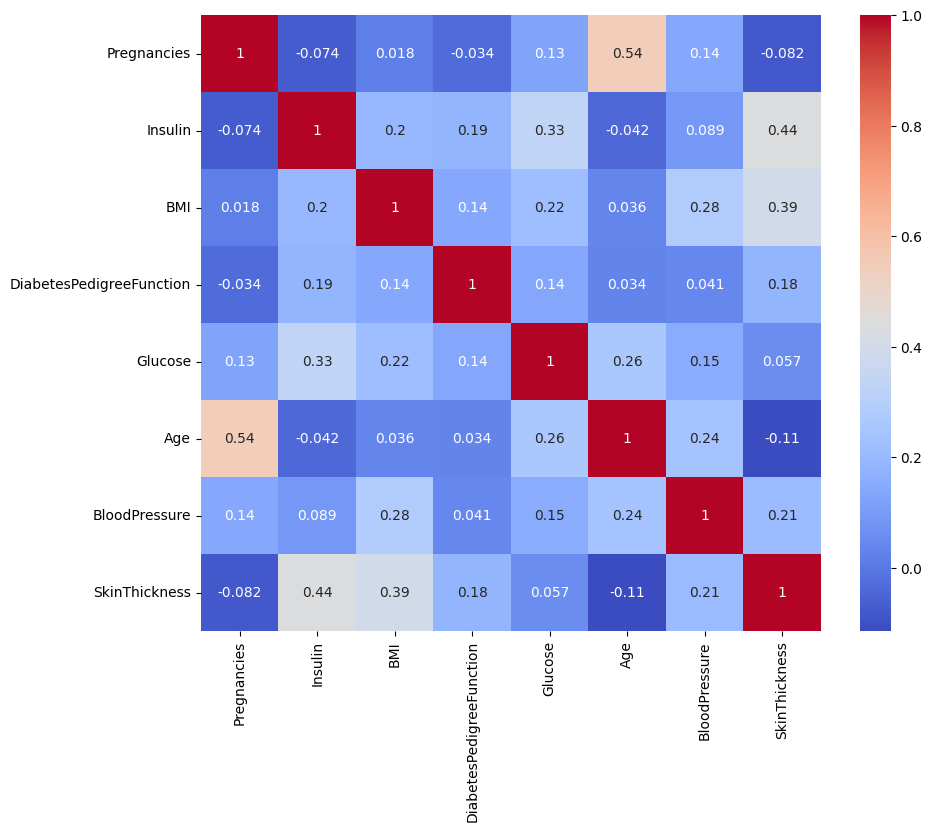 Pregnancies 1 -0.074 0.018 -0.034 0.13 0.54 0.14 -0.082
Insulin -0.074 1 0.2 0.19 0.33 -0.042 0.089 0.44
BMI 0.018 0.2 1 0.14 0.22 0.036 0.28 0.39
DiabetesPedigreeFunction -0.034 0.19 0.14 1 0.14 0.034 0.041 0.18
Glucose 0.13 0.33 0.22 0.14 1 0.26 0.15 0.057
Age 0.54 -0.042 0.036 0.034 0.26 1 0.24 -0.11
BloodPressure 0.14 0.089 0.28 0.041 0.15 0.24 1 0.21
SkinThickness -0.082 0.44 0.39 0.18 0.057 -0.11 0.21 1
Pregnancies
Insulin
BMI
DiabetesPedigreeFunction
Glucose
Age
BloodPressure
SkinThickness
1.0
0.8
0.6
0.4
0.2
0.0